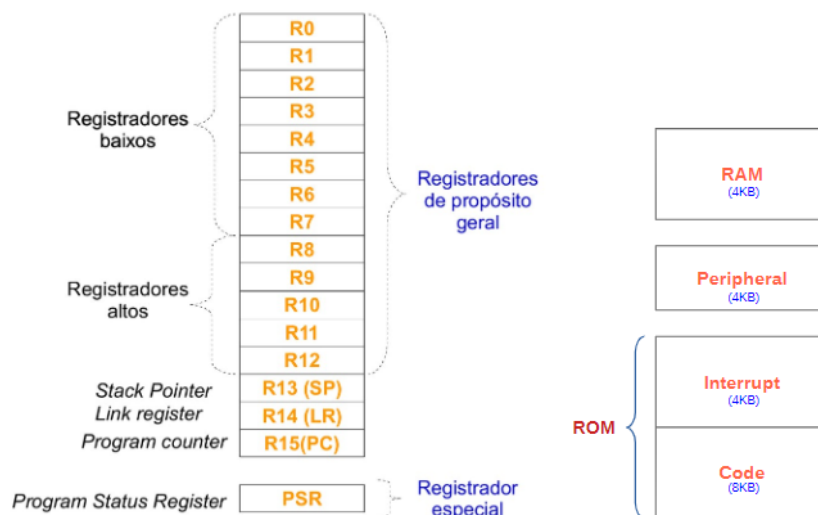 R0
R1
R2
R3
R4
R5
R6
R7
R8
R9
R10
R11
R12
R13 (SP)
R14 (LR)
R15(PC)
PSR
Registradores
baixos
Registradores
altos
Stack Pointer
Link register
Program counter
Program Status Register
Registradores
de propósito
geral
Registrador
especial
RAM
(4KB)
Peripheral
(4KB)
ROM
Interrupt
(4KB)
Code
(8KB)